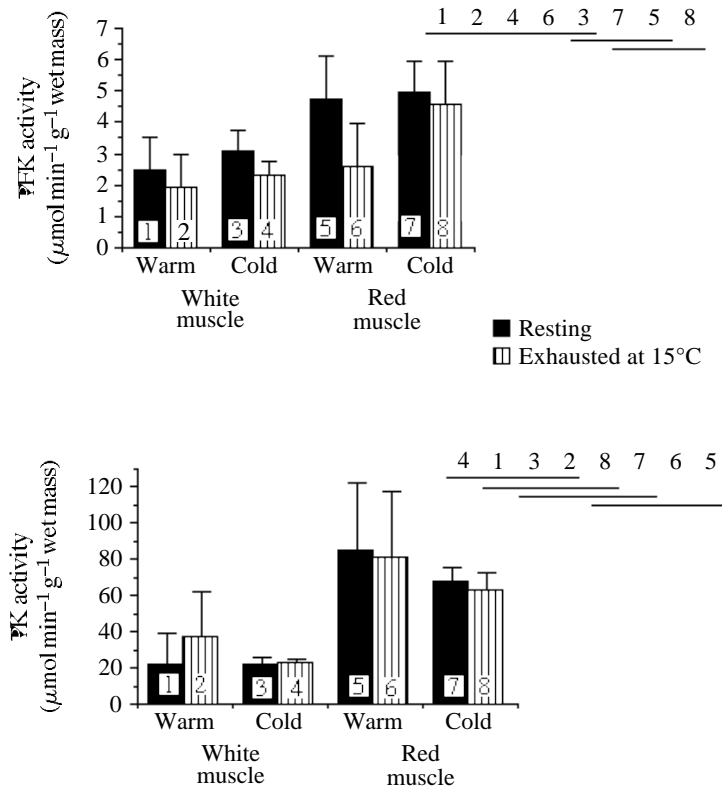 1 2 4 6 3 7 5 8
PFK activity
(µmol min⁻¹ g⁻¹ wet mass)
7
6
5
4
3
2
1
0
1 2 3 4 5 6 7 8
Warm Cold Warm Cold
White muscle
Red muscle
Resting
Exhausted at 15°C
4 1 3 2 8 7 6 5
PK activity
(µmol min⁻¹ g⁻¹ wet mass)
120
100
80
60
40
20
0
1 2 3 4 5 6 7 8
Warm Cold Warm Cold
White muscle
Red muscle